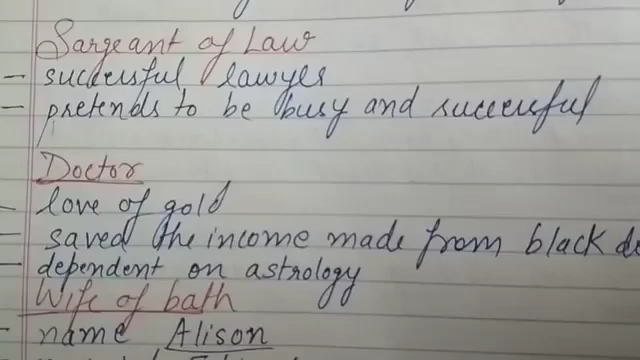 Sargeant of Law
- successful lawyer
- pretends to be busy and successful
Doctor
- love of gold
- saved the income made from black de
- dependent on astrology
Wife of bath
- name Alison